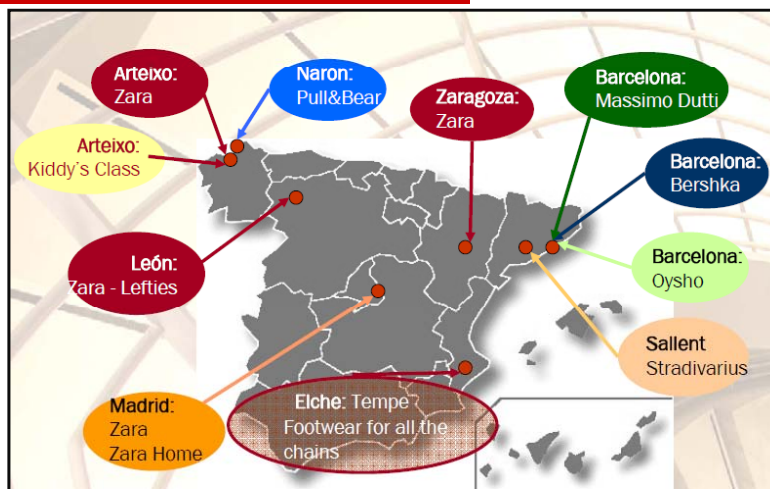 Arteixo:
Zara
Naron:
Pull&Bear
Zaragoza:
Zara
Barcelona:
Massimo Dutti
Arteixo:
Kiddy's Class
Barcelona:
Bershka
León:
Zara - Lefties
Barcelona:
Oysho
Sallent
Stradivarius
Madrid:
Zara
Zara Home
Elche: Tempe
Footwear for all the
chains